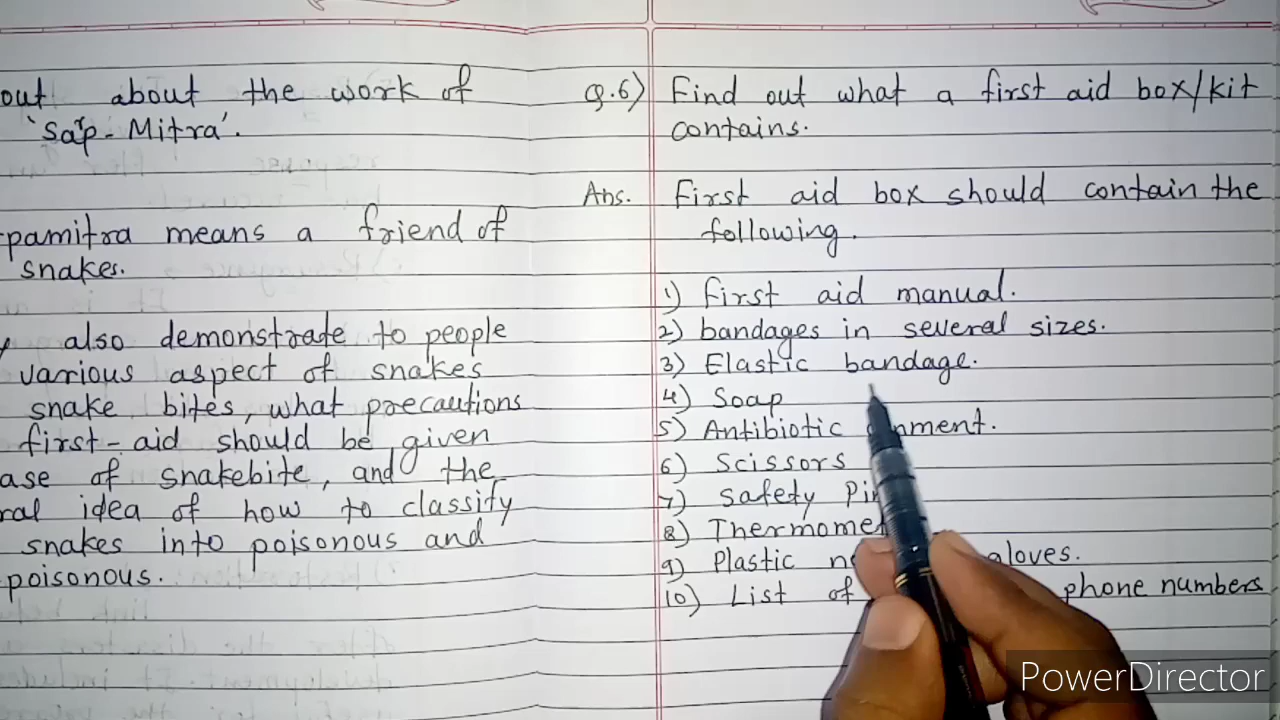 out about the work of
'Sarp-Mitra'.
pamitra means a friend of
snakes.
also demonstrate to people
various aspect of snakes
snake bites, what precautions
first-aid should be given
ase of snakebite, and the
ral idea of how to classify
snakes into poisonous and
poisonous.
Q.6) Find out what a first aid box/kit
contains.
Ans. First aid box should contain the
following.
1) First aid manual.
2) bandages in several sizes.
3) Elastic bandage.
4) Soap
5) Antibiotic nment.
6) Scissors
7) Safety Pin
8) Thermomet
9) Plastic gloves.
10) List of phone numbers
PowerDirector